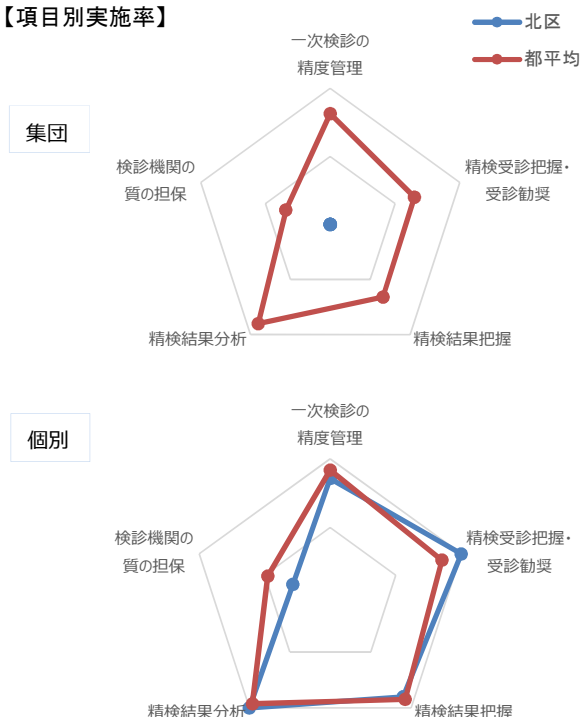 【項目別実施率】
北区
都平均
集団
一次検診の
精度管理
精検受診把握・
受診勧奨
精検結果把握
精検結果分析
検診機関の
質の担保
個別
一次検診の
精度管理
精検受診把握・
受診勧奨
精検結果把握
精検結果分析
検診機関の
質の担保